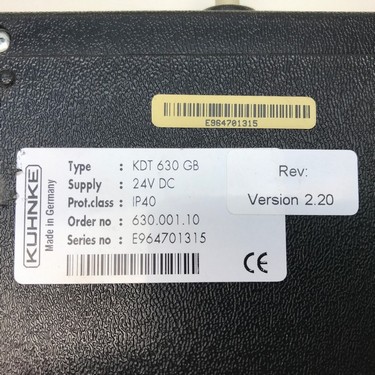 E964701315
KUHNKE
Made in Germany
Type : KDT 630 GB
Supply : 24V DC
Prot.class : IP40
Order no : 630.001.10
Series no : E964701315
CE
Rev:
Version 2.20